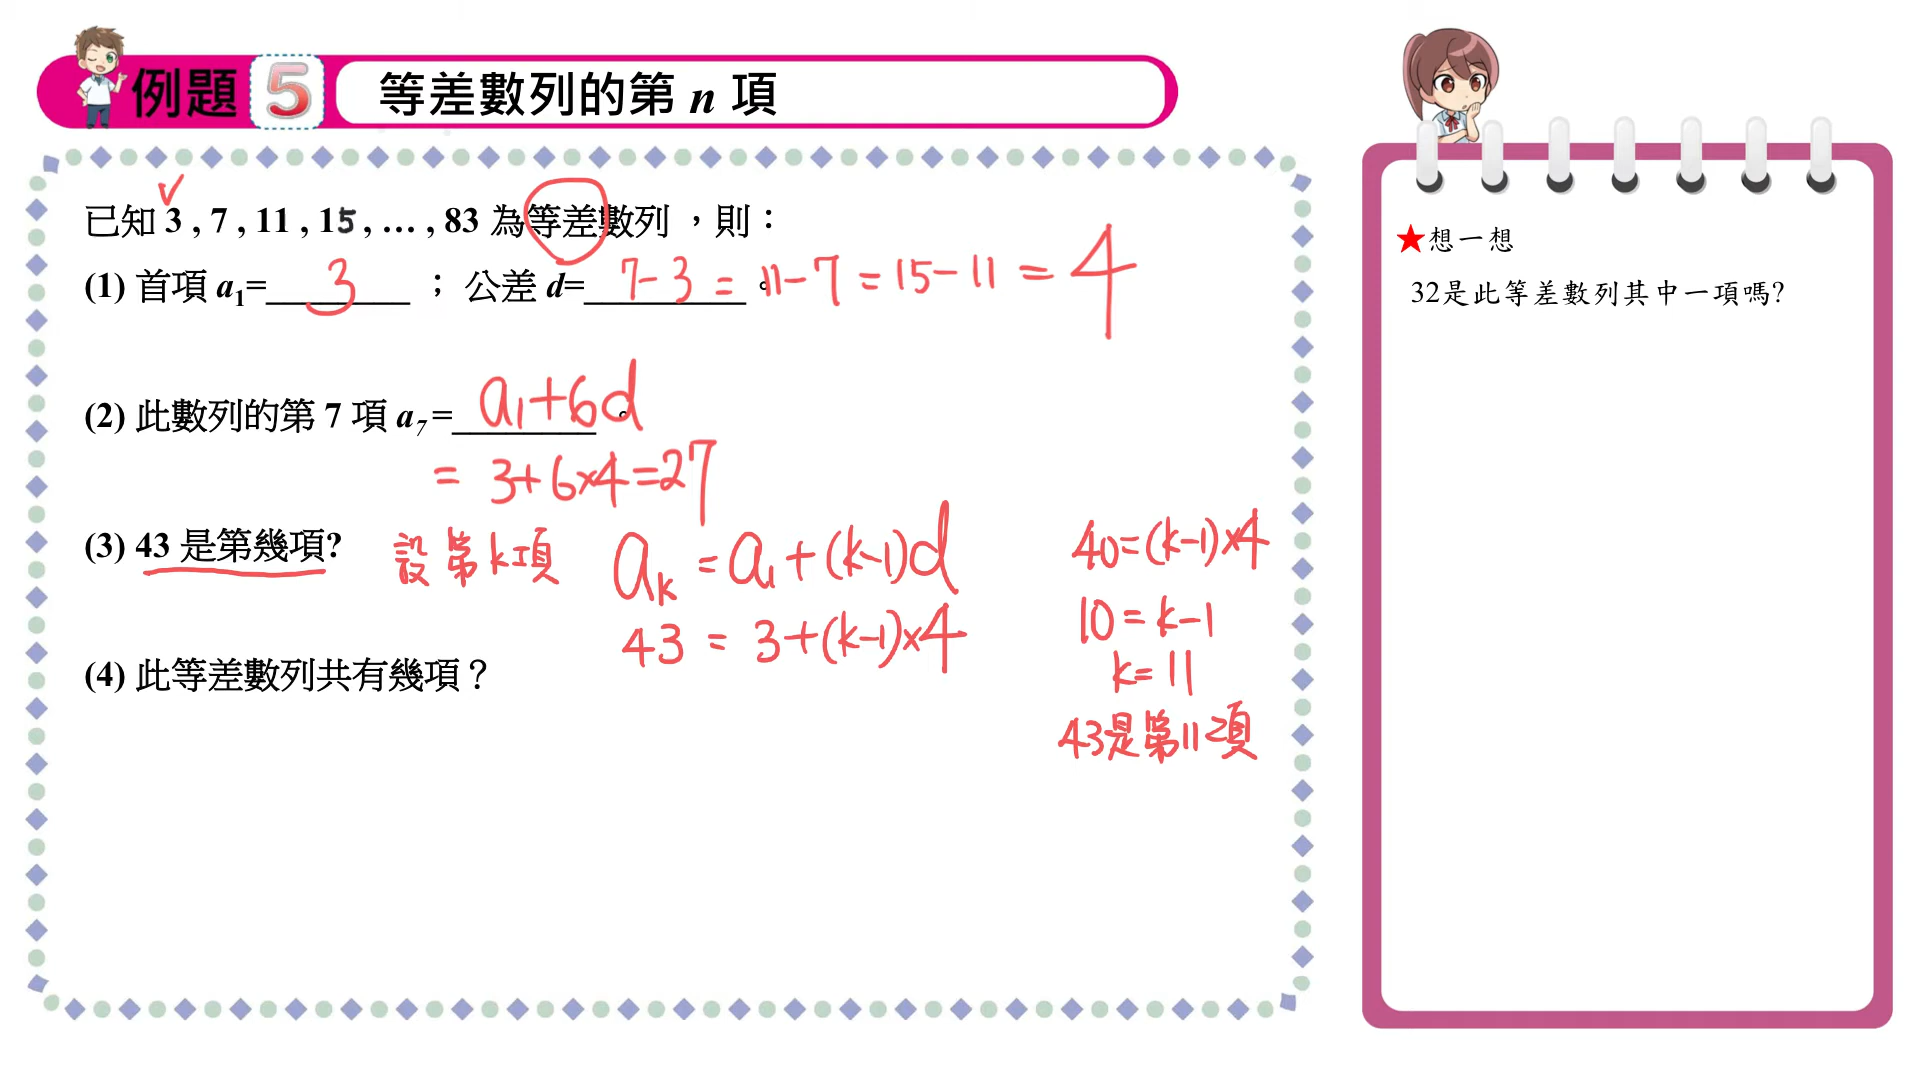 例題 5 等差數列的第 n 項
已知 3 , 7 , 11 , 15 , … , 83 為等差數列 ，則：
(1) 首項 a₁= 3 ； 公差 d= 7-3 = 11-7 = 15-11 = 4 。
(2) 此數列的第 7 項 a₇= a₁+6d 。
= 3+6×4=27
(3) 43 是第幾項? 設第k項 aₖ = a₁+(k-1)d
43 = 3+(k-1)×4
40=(k-1)×4
10=k-1
k=11
43是第11項
(4) 此等差數列共有幾項？
★想一想
32是此等差數列其中一項嗎?